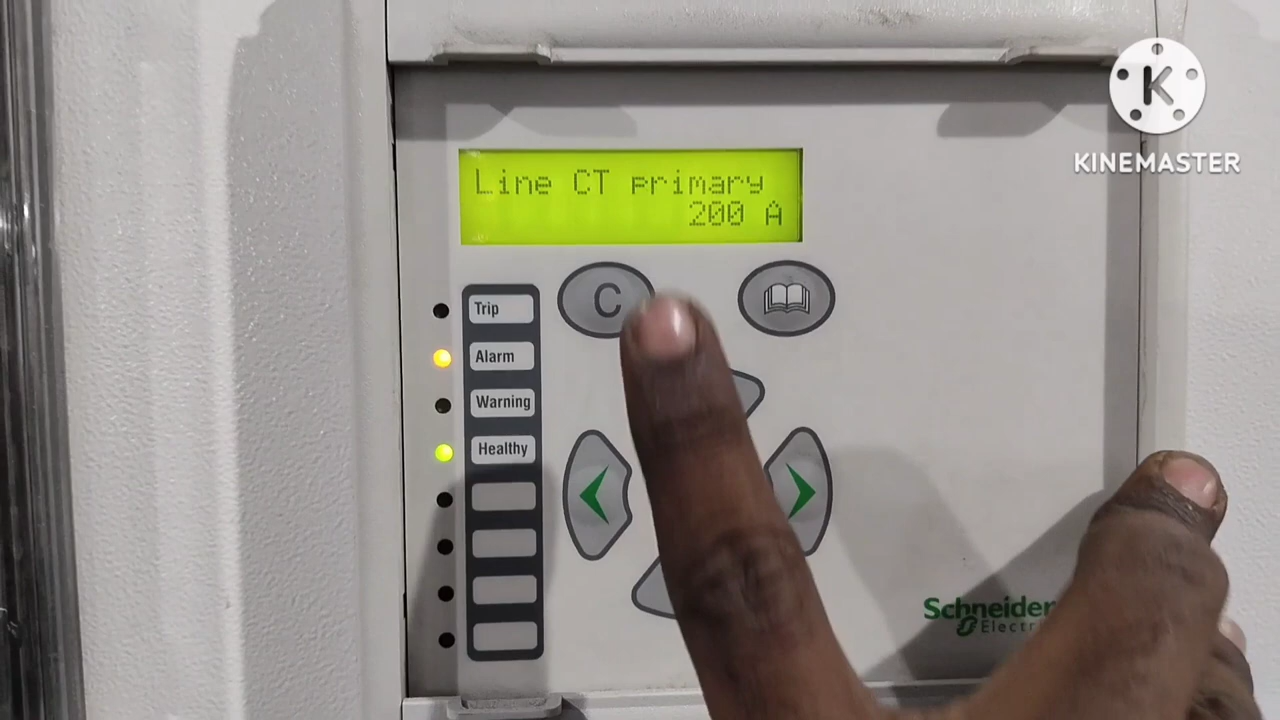 KINEMASTER
Line CT primary
200 A
C
Trip
Alarm
Warning
Healthy
Schneider